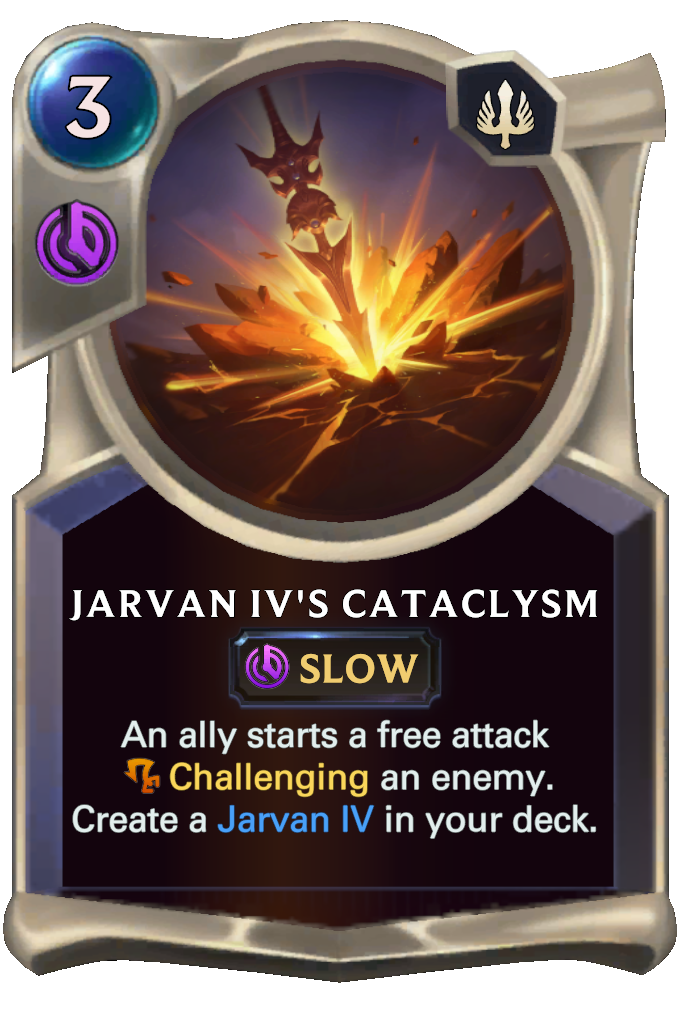 3
JARVAN IV'S CATACLYSM
SLOW
An ally starts a free attack
Challenging an enemy.
Create a Jarvan IV in your deck.